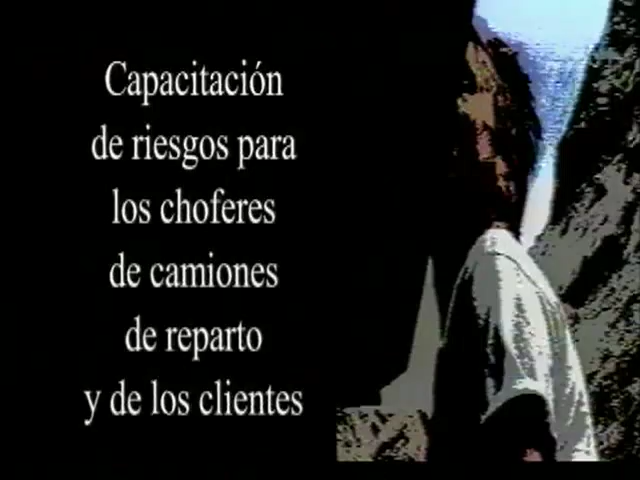 Capacitación
de riesgos para
los choferes
de camiones
de reparto
y de los clientes